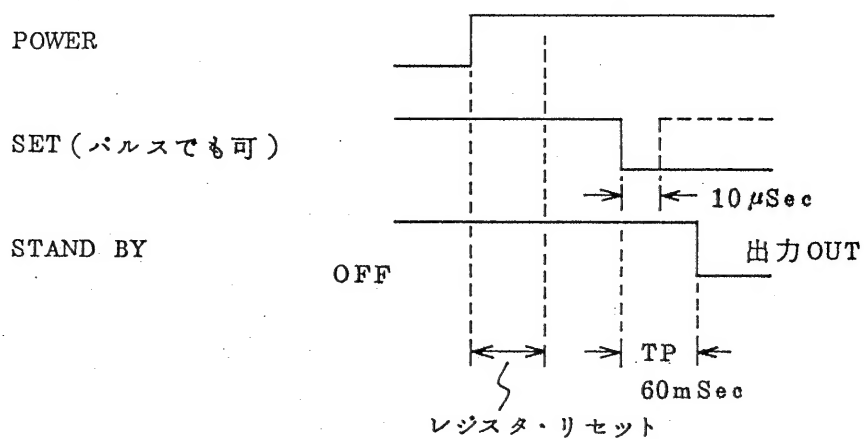 POWER
SET (パルスでも可)
10μSec
STAND BY
OFF
出力OUT
TP
60mSec
レジスタ・リセット